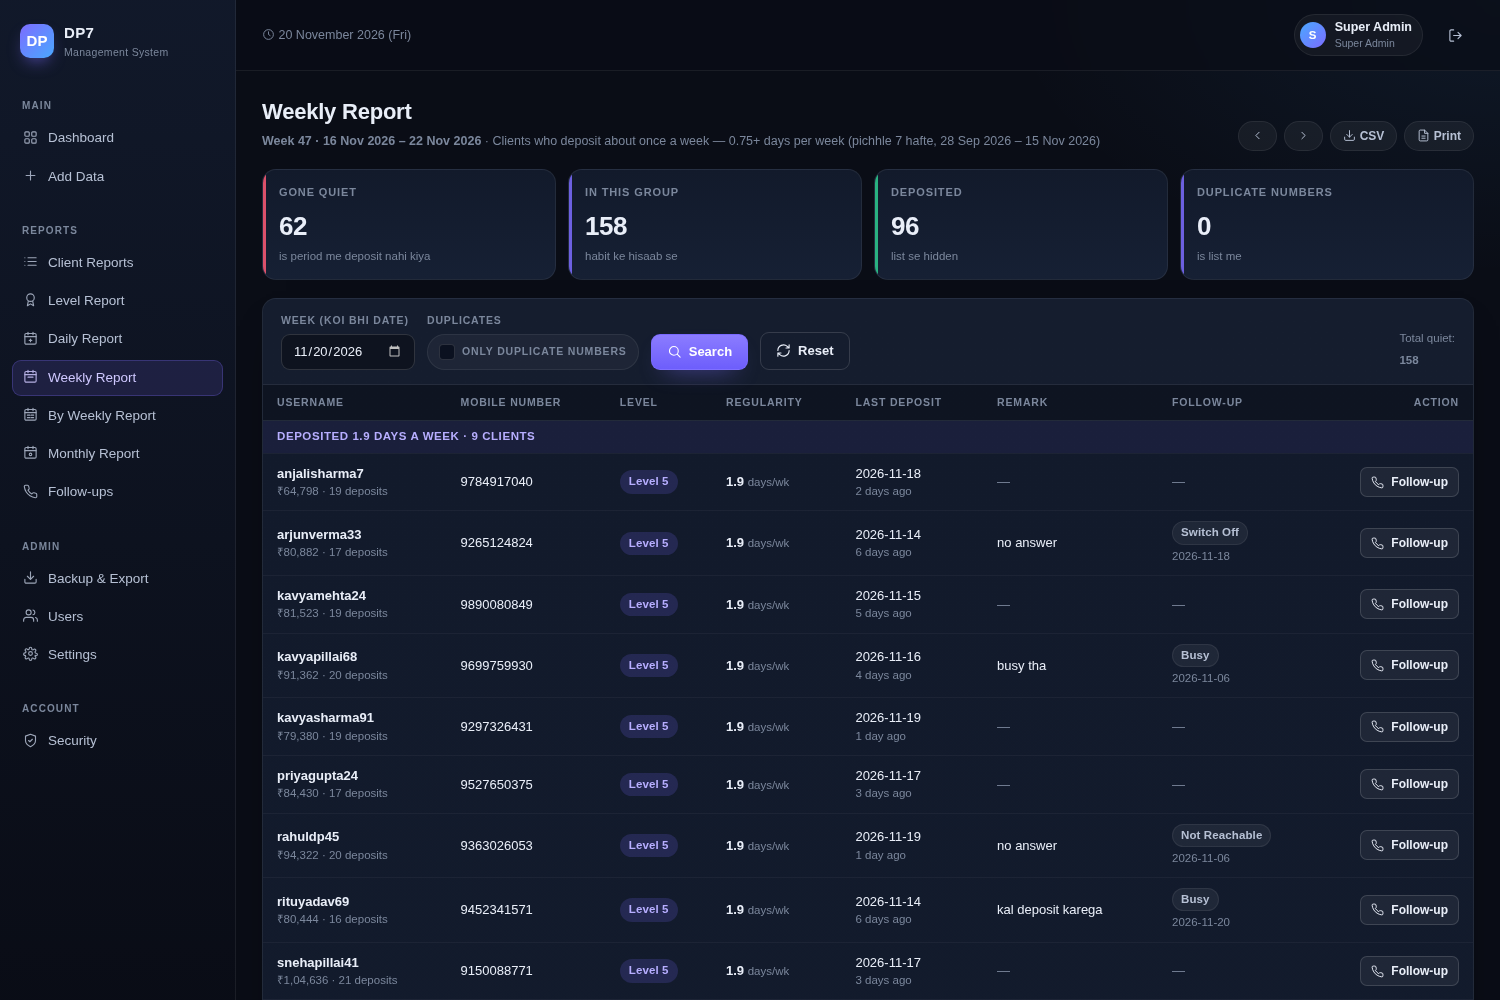 DP
DP7
Management System
MAIN
Dashboard
Add Data
REPORTS
Client Reports
Level Report
Daily Report
Weekly Report
By Weekly Report
Monthly Report
Follow-ups
ADMIN
Backup & Export
Users
Settings
ACCOUNT
Security
20 November 2026 (Fri)
S
Super Admin
Super Admin
Weekly Report
Week 47 · 16 Nov 2026 – 22 Nov 2026 · Clients who deposit about once a week — 0.75+ days per week (pichhle 7 hafte, 28 Sep 2026 – 15 Nov 2026)
CSV
Print
GONE QUIET
62
is period me deposit nahi kiya
IN THIS GROUP
158
habit ke hisaab se
DEPOSITED
96
list se hidden
DUPLICATE NUMBERS
0
is list me
WEEK (KOI BHI DATE)
11/20/2026
DUPLICATES
ONLY DUPLICATE NUMBERS
Search
Reset
Total quiet:
158
USERNAME MOBILE NUMBER LEVEL REGULARITY LAST DEPOSIT REMARK FOLLOW-UP ACTION
DEPOSITED 1.9 DAYS A WEEK · 9 CLIENTS
anjalisharma7 9784917040 Level 5 1.9 days/wk 2026-11-18 — — Follow-up
₹64,798 · 19 deposits 2 days ago
arjunverma33 9265124824 Level 5 1.9 days/wk 2026-11-14 no answer Switch Off Follow-up
₹80,882 · 17 deposits 6 days ago 2026-11-18
kavyamehta24 9890080849 Level 5 1.9 days/wk 2026-11-15 — — Follow-up
₹81,523 · 19 deposits 5 days ago
kavyapillai68 9699759930 Level 5 1.9 days/wk 2026-11-16 busy tha Busy Follow-up
₹91,362 · 20 deposits 4 days ago 2026-11-06
kavyasharma91 9297326431 Level 5 1.9 days/wk 2026-11-19 — — Follow-up
₹79,380 · 19 deposits 1 day ago
priyagupta24 9527650375 Level 5 1.9 days/wk 2026-11-17 — — Follow-up
₹84,430 · 17 deposits 3 days ago
rahuldp45 9363026053 Level 5 1.9 days/wk 2026-11-19 no answer Not Reachable Follow-up
₹94,322 · 20 deposits 1 day ago 2026-11-06
rituyadav69 9452341571 Level 5 1.9 days/wk 2026-11-14 kal deposit karega Busy Follow-up
₹80,444 · 16 deposits 6 days ago 2026-11-20
snehapillai41 9150088771 Level 5 1.9 days/wk 2026-11-17 — — Follow-up
₹1,04,636 · 21 deposits 3 days ago